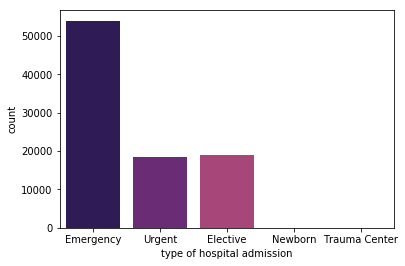 50000
40000
30000
20000
10000
0
count
Emergency Urgent Elective Newborn Trauma Center
type of hospital admission